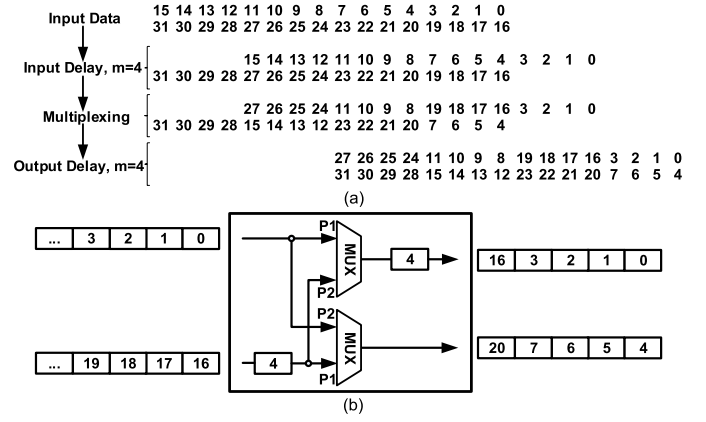 15 14 13 12 11 10 9 8 7 6 5 4 3 2 1 0
Input Data
31 30 29 28 27 26 25 24 23 22 21 20 19 18 17 16
15 14 13 12 11 10 9 8 7 6 5 4 3 2 1 0
Input Delay, m=4
31 30 29 28 27 26 25 24 23 22 21 20 19 18 17 16
27 26 25 24 11 10 9 8 19 18 17 16 3 2 1 0
Multiplexing
31 30 29 28 15 14 13 12 23 22 21 20 7 6 5 4
27 26 25 24 11 10 9 8 19 18 17 16 3 2 1 0
Output Delay, m=4
31 30 29 28 15 14 13 12 23 22 21 20 7 6 5 4
(a)
... 3 2 1 0
P1
MUX
4
P2
16 3 2 1 0
... 19 18 17 16
4
P2
MUX
P1
20 7 6 5 4
(b)